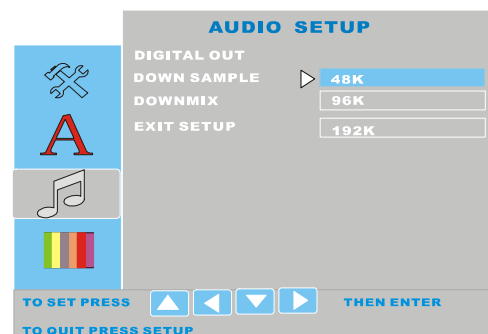 AUDIO SETUP
DIGITAL OUT
DOWN SAMPLE 48K
DOWNMIX 96K
EXIT SETUP 192K
A
TO SET PRESS THEN ENTER
TO QUIT PRESS SETUP